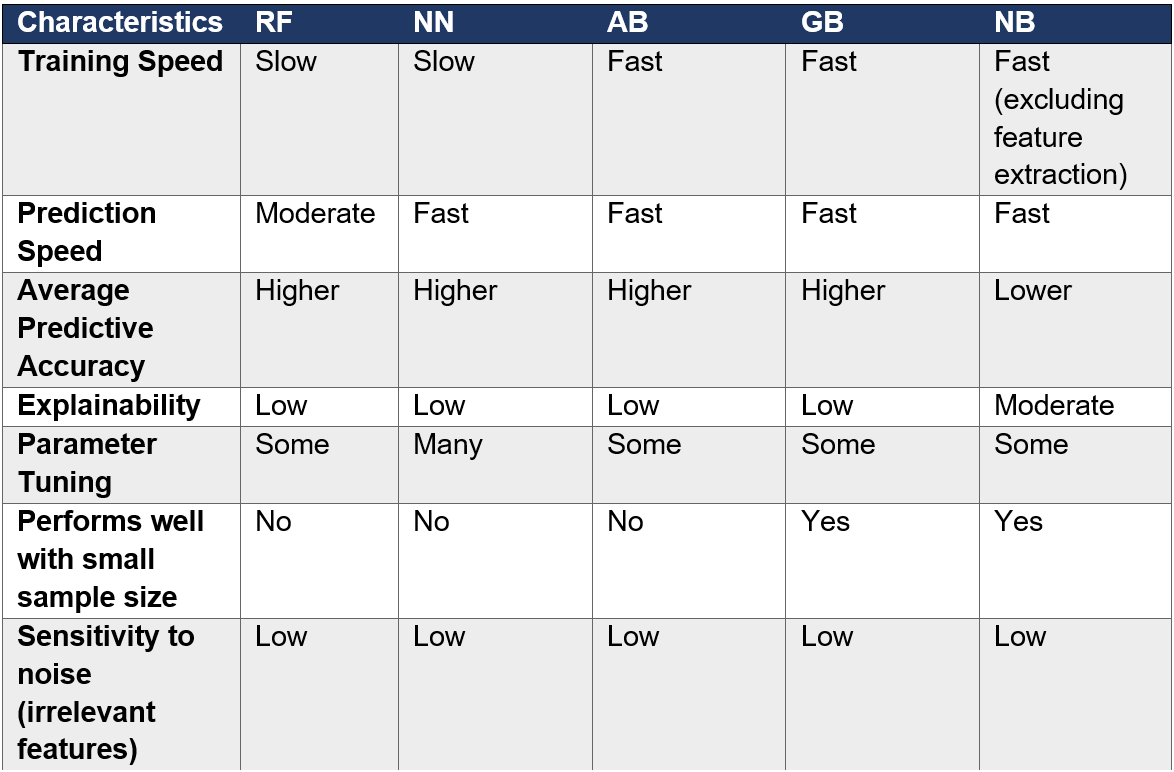 Characteristics RF NN AB GB NB
Training Speed Slow Slow Fast Fast Fast
(excluding
feature
extraction)
Prediction Moderate Fast Fast Fast Fast
Speed
Average Higher Higher Higher Higher Lower
Predictive
Accuracy
Explainability Low Low Low Low Moderate
Parameter Some Many Some Some Some
Tuning
Performs well No No No Yes Yes
with small
sample size
Sensitivity to Low Low Low Low Low
noise
(irrelevant
features)